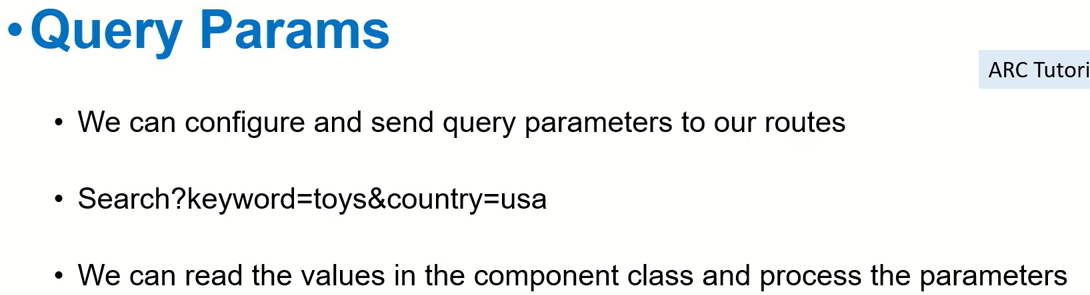 •Query Params
ARC Tutori
• We can configure and send query parameters to our routes
• Search?keyword=toys&country=usa
• We can read the values in the component class and process the parameters